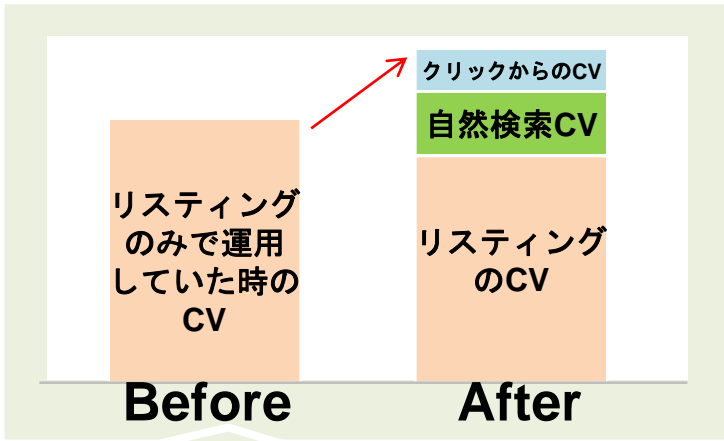 リスティング
のみで運用
していた時の
CV
Before
クリックからのCV
自然検索CV
リスティング
のCV
After